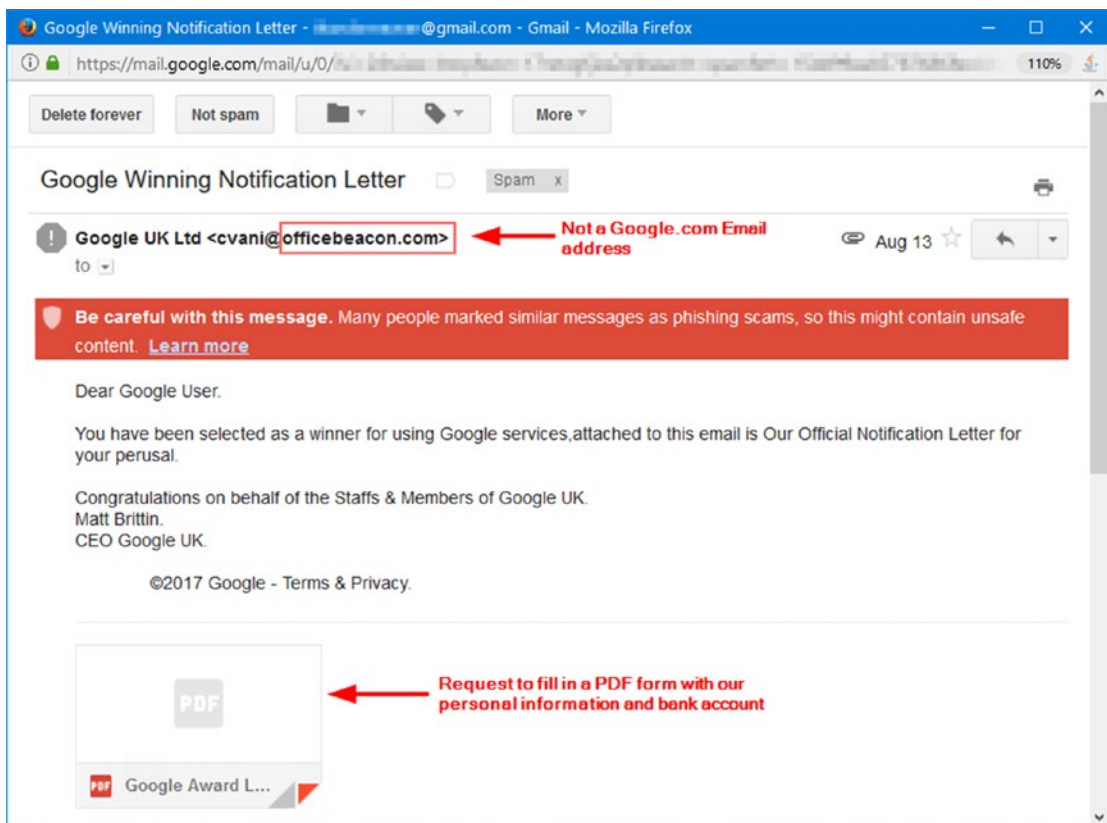 Google Winning Notification Letter - @gmail.com - Gmail - Mozilla Firefox
https://mail.google.com/mail/u/0/ 110%
Delete forever Not spam More
Google Winning Notification Letter Spam x
Google UK Ltd <cvani@officebeacon.com> Not a Google.com Email Aug 13
address
to
Be careful with this message. Many people marked similar messages as phishing scams, so this might contain unsafe
content. Learn more
Dear Google User.
You have been selected as a winner for using Google services,attached to this email is Our Official Notification Letter for
your perusal.
Congratulations on behalf of the Staffs & Members of Google UK.
Matt Brittin.
CEO Google UK.
©2017 Google - Terms & Privacy.
PDF
Request to fill in a PDF form with our
personal information and bank account
PDF Google Award L...